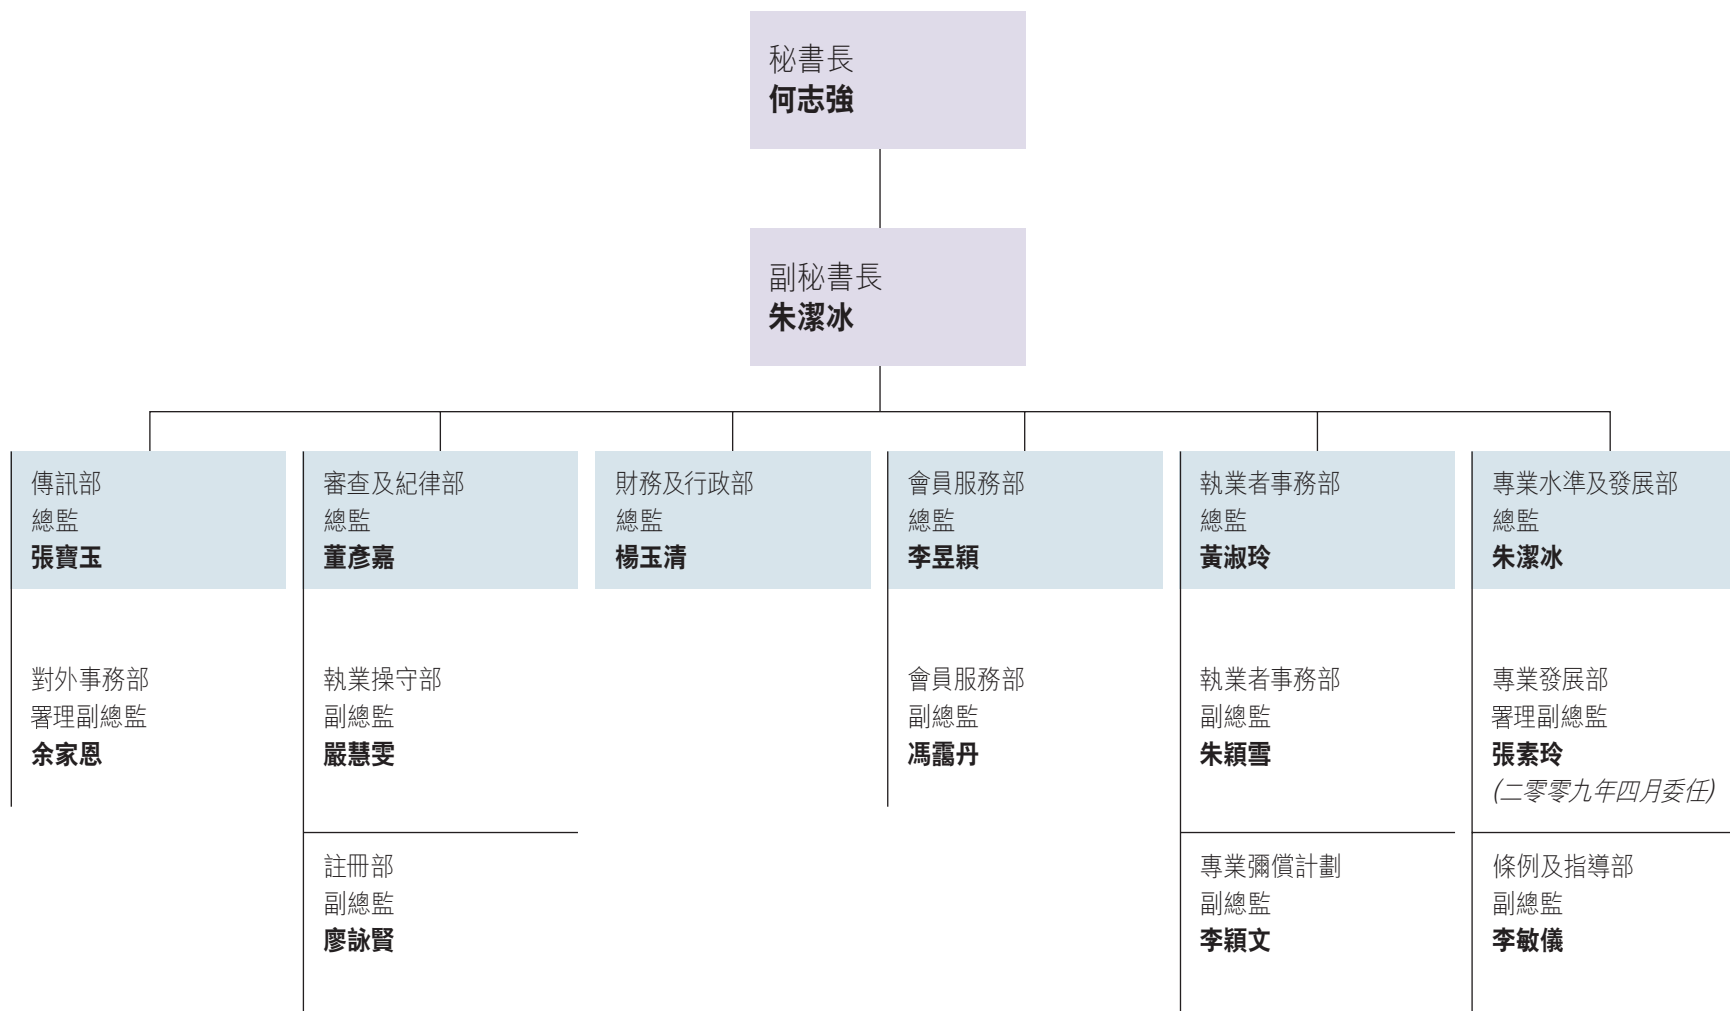 秘書長
何志強
副秘書長
朱潔冰
傳訊部
總監
張寶玉
審查及紀律部
總監
董彥嘉
財務及行政部
總監
楊玉清
會員服務部
總監
李昱穎
執業者事務部
總監
黃淑玲
專業水準及發展部
總監
朱潔冰
對外事務部
署理副總監
余家恩
執業操守部
副總監
嚴慧雯
會員服務部
副總監
馮靄丹
執業者事務部
副總監
朱穎雪
專業發展部
署理副總監
張素玲
(二零零九年四月委任)
註冊部
副總監
廖詠賢
專業彌償計劃
副總監
李穎文
條例及指導部
副總監
李敏儀